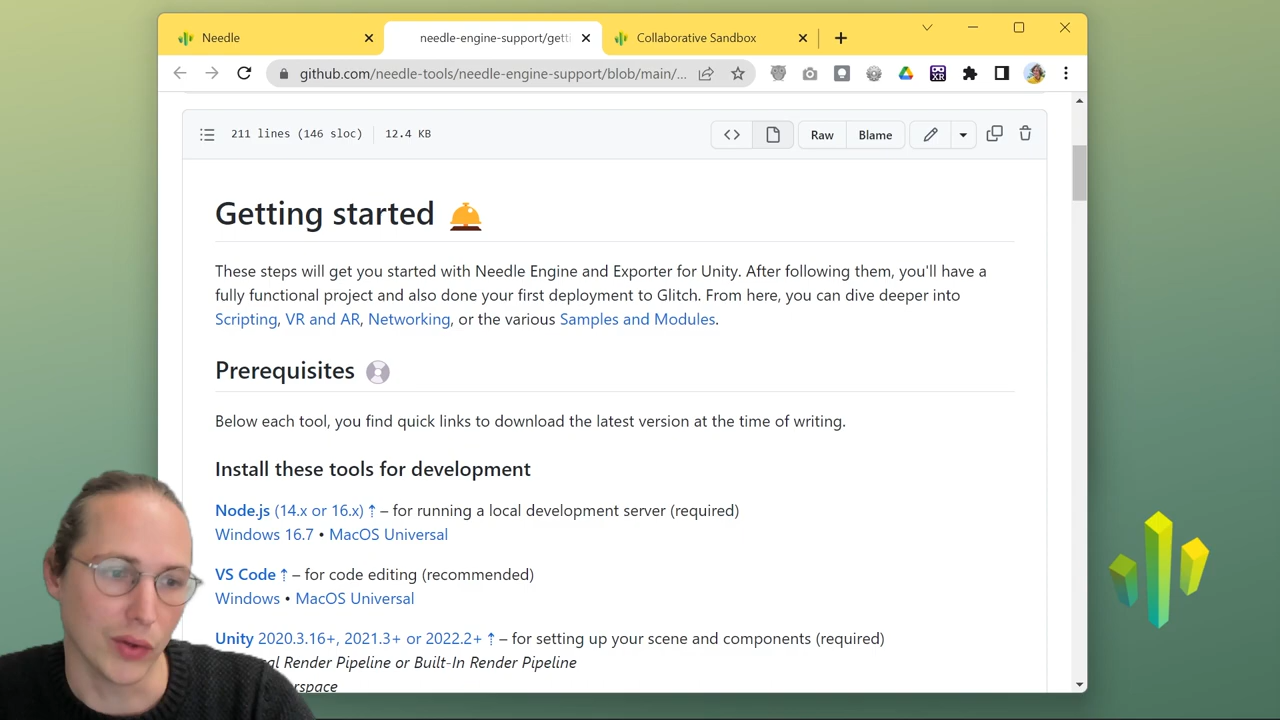 Needle
needle-engine-support/getti
Collaborative Sandbox
github.com/needle-tools/needle-engine-support/blob/main/...
XR
211 lines (146 sloc)
12.4 KB
Raw
Blame
Getting started
These steps will get you started with Needle Engine and Exporter for Unity. After following them, you'll have a
fully functional project and also done your first deployment to Glitch. From here, you can dive deeper into
Scripting, VR and AR, Networking, or the various Samples and Modules.
Prerequisites
Below each tool, you find quick links to download the latest version at the time of writing.
Install these tools for development
Node.js (14.x or 16.x) ⇡ – for running a local development server (required)
Windows 16.7 • MacOS Universal
VS Code ⇡ – for code editing (recommended)
Windows • MacOS Universal
Unity 2020.3.16+, 2021.3+ or 2022.2+ ⇡ – for setting up your scene and components (required)
al Render Pipeline or Built-In Render Pipeline
rspace